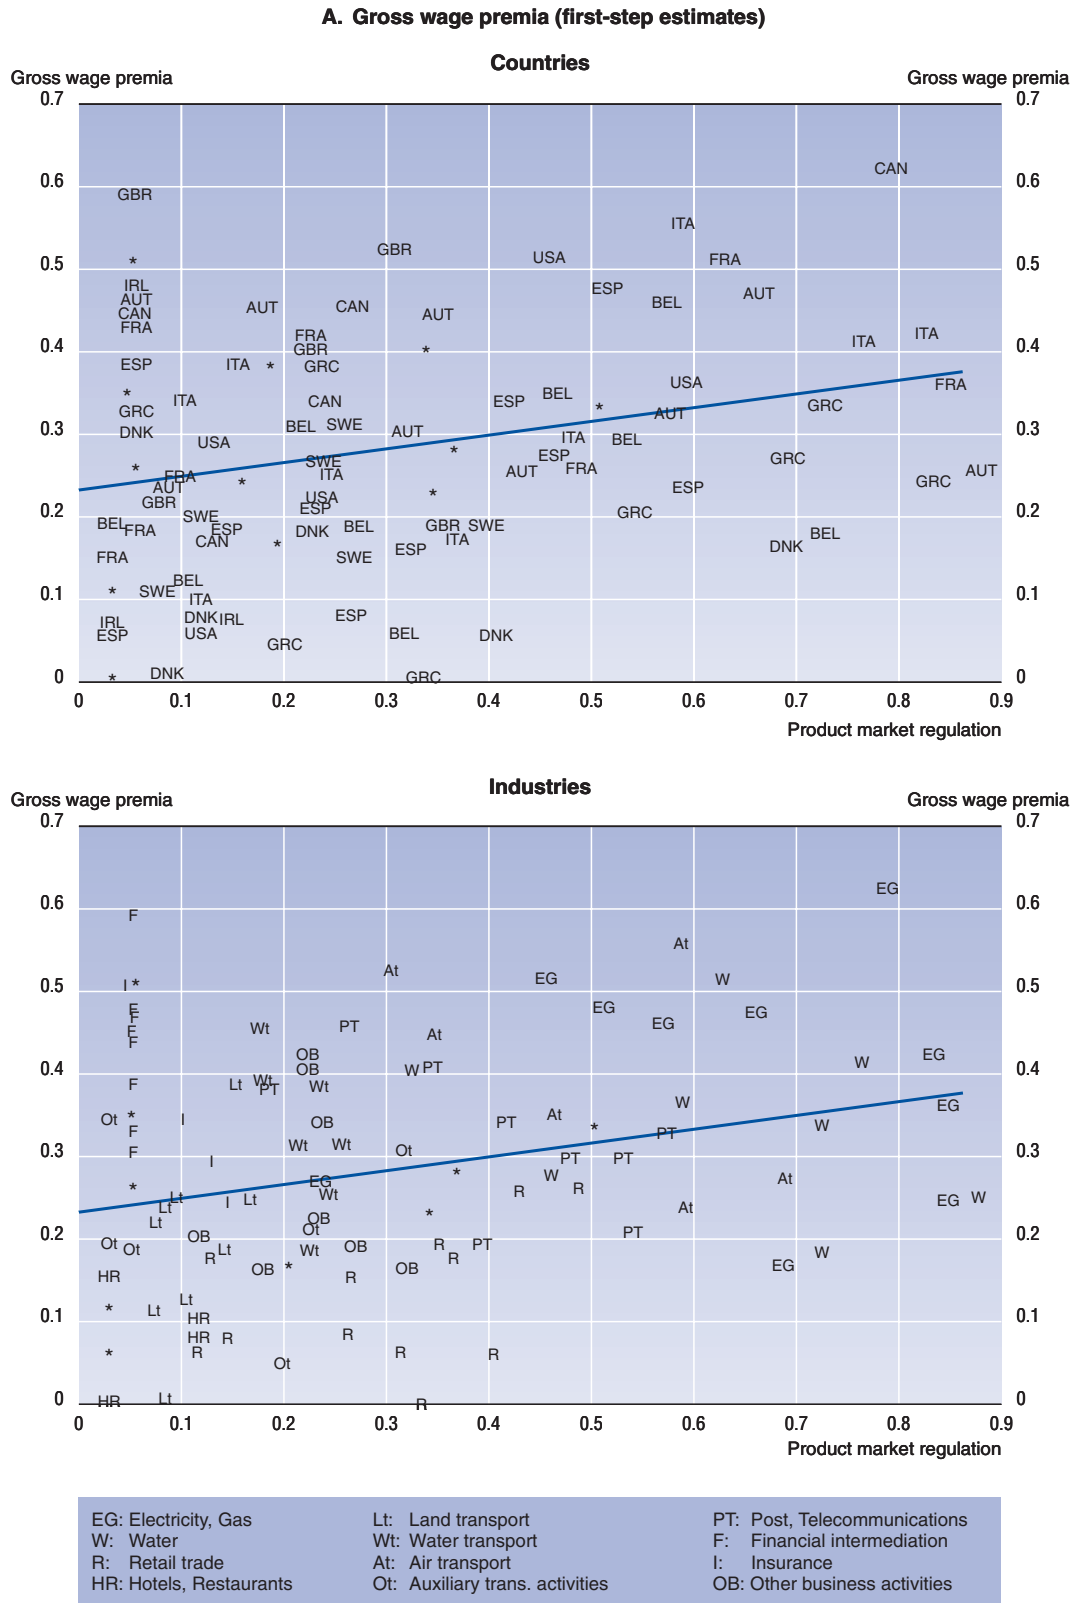 A. Gross wage premia (first-step estimates)
Countries
Gross wage premia Gross wage premia
0.7 0.7
CAN
0.6 0.6
GBR
ITA
GBR
USA FRA
* 0.5 0.5
IRL ESP
AUT BEL AUT
CAN AUT CAN AUT
FRA
FRA ITA ITA
GBR * 0.4 0.4
ESP ITA * GRC
USA FRA
* ITA GRC ESP BEL
GRC * AUT GRC
DNK BEL SWE AUT 0.3 0.3
USA ITA BEL
* ESP GRC
SWE AUT FRA AUT
FRA ITA *
AUT * GRC
GBR USA * ESP
ESP GRC
BEL SWE 0.2 0.2
FRA ESP DNK BEL GBR SWE BEL
CAN * ITA DNK
FRA SWE ESP
BEL
* SWE ITA 0.1 0.1
IRL DNK IRL ESP
ESP USA BEL DNK
GRC
* DNK GRC
0 0
0 0.1 0.2 0.3 0.4 0.5 0.6 0.7 0.8 0.9
Product market regulation
Industries
Gross wage premia Gross wage premia
0.7 0.7
EG
0.6 0.6
F
At
At EG W
I * 0.5 0.5
F EG EG
F Wt PT EG
F At
F OB EG
OB W PT W 0.4 0.4
F Lt Wt PT Wt
W EG
Ot * I OB PT At
F * PT W
F Wt Wt Ot 0.3 0.3
I PT PT
* EG * W At
Lt Lt I Wt R R EG W
Lt * At
Lt OB Ot PT
Ot Ot OB 0.2 0.2
R Lt Wt OB R PT W
HR OB * R OB R EG
Lt
* Lt HR 0.1 0.1
HR R R
* R Ot R R
HR Lt R
0 0
0 0.1 0.2 0.3 0.4 0.5 0.6 0.7 0.8 0.9
Product market regulation
EG: Electricity, Gas Lt: Land transport PT: Post, Telecommunications
W: Water Wt: Water transport F: Financial intermediation
R: Retail trade At: Air transport I: Insurance
HR: Hotels, Restaurants Ot: Auxiliary trans. activities OB: Other business activities